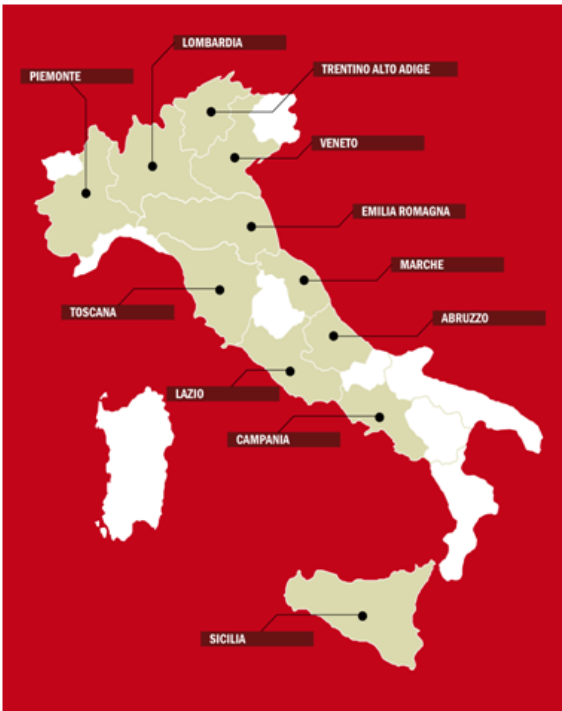 LOMBARDIA
TRENTINO ALTO ADIGE
PIEMONTE
VENETO
EMILIA ROMAGNA
MARCHE
TOSCANA
ABRUZZO
LAZIO
CAMPANIA
SICILIA